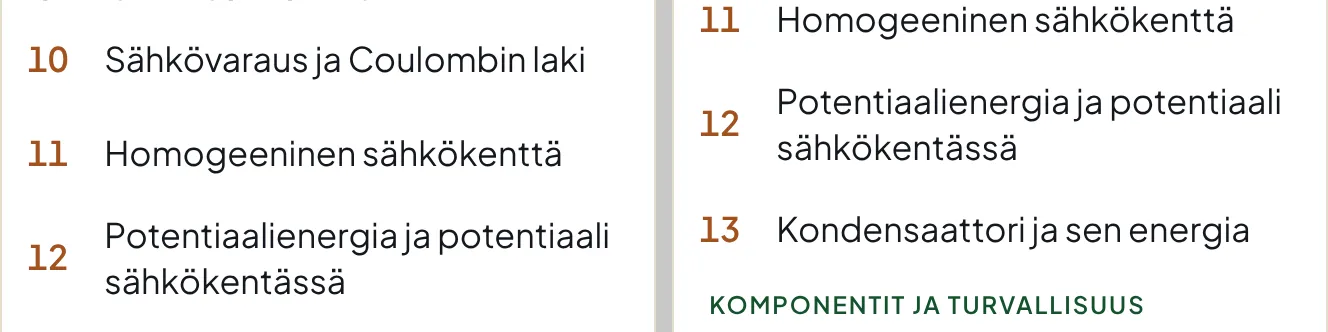 10 Sähkövaraus ja Coulombin laki
11 Homogeeninen sähkökenttä
12 Potentiaalienergia ja potentiaali
sähkökentässä
11 Homogeeninen sähkökenttä
12 Potentiaalienergia ja potentiaali
sähkökentässä
13 Kondensaattori ja sen energia
KOMPONENTIT JA TURVALLISUUS